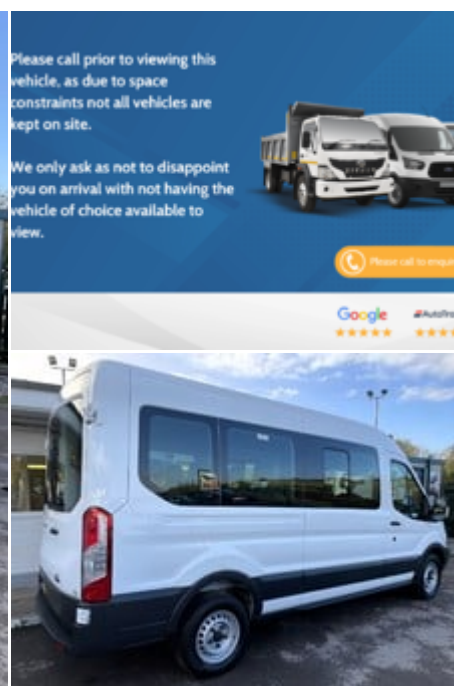 Please call prior to viewing this
vehicle, as due to space
constraints not all vehicles are
kept on site.
We only ask as not to disappoint
you on arrival with not having the
vehicle of choice available to
view.
Please call to enqui
Google
AutoTra